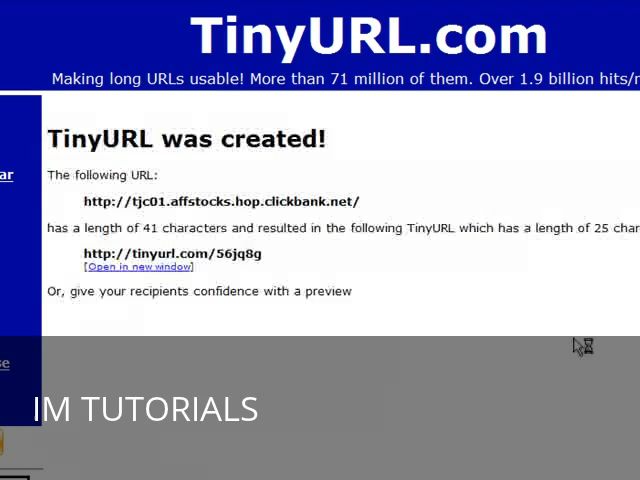 TinyURL.com
Making long URLs usable! More than 71 million of them. Over 1.9 billion hits/
TinyURL was created!
ar
The following URL:
http://tjc01.affstocks.hop.clickbank.net/
has a length of 41 characters and resulted in the following TinyURL which has a length of 25 char
http://tinyurl.com/56jq8g
[Open in new window]
Or, give your recipients confidence with a preview
se
IM TUTORIALS